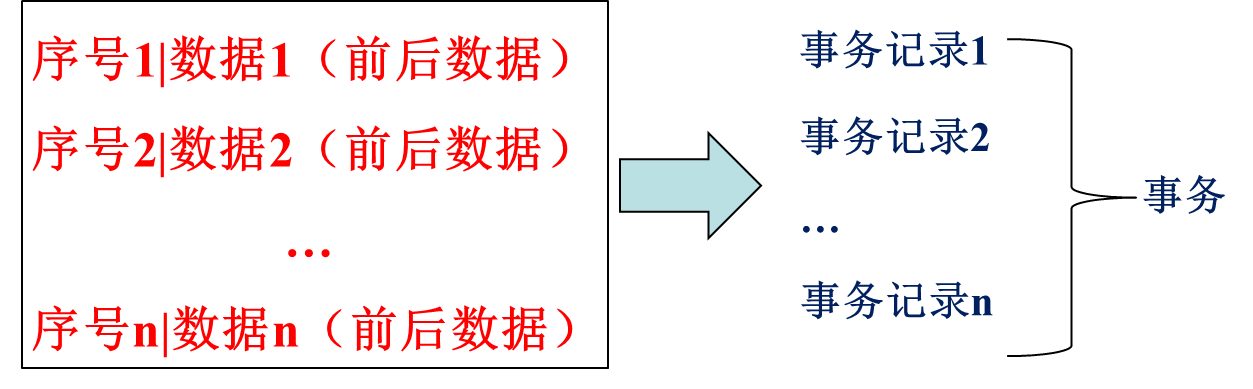 序号1|数据1（前后数据）
序号2|数据2（前后数据）
…
序号n|数据n（前后数据）
事务记录1
事务记录2
…
事务记录n
事务